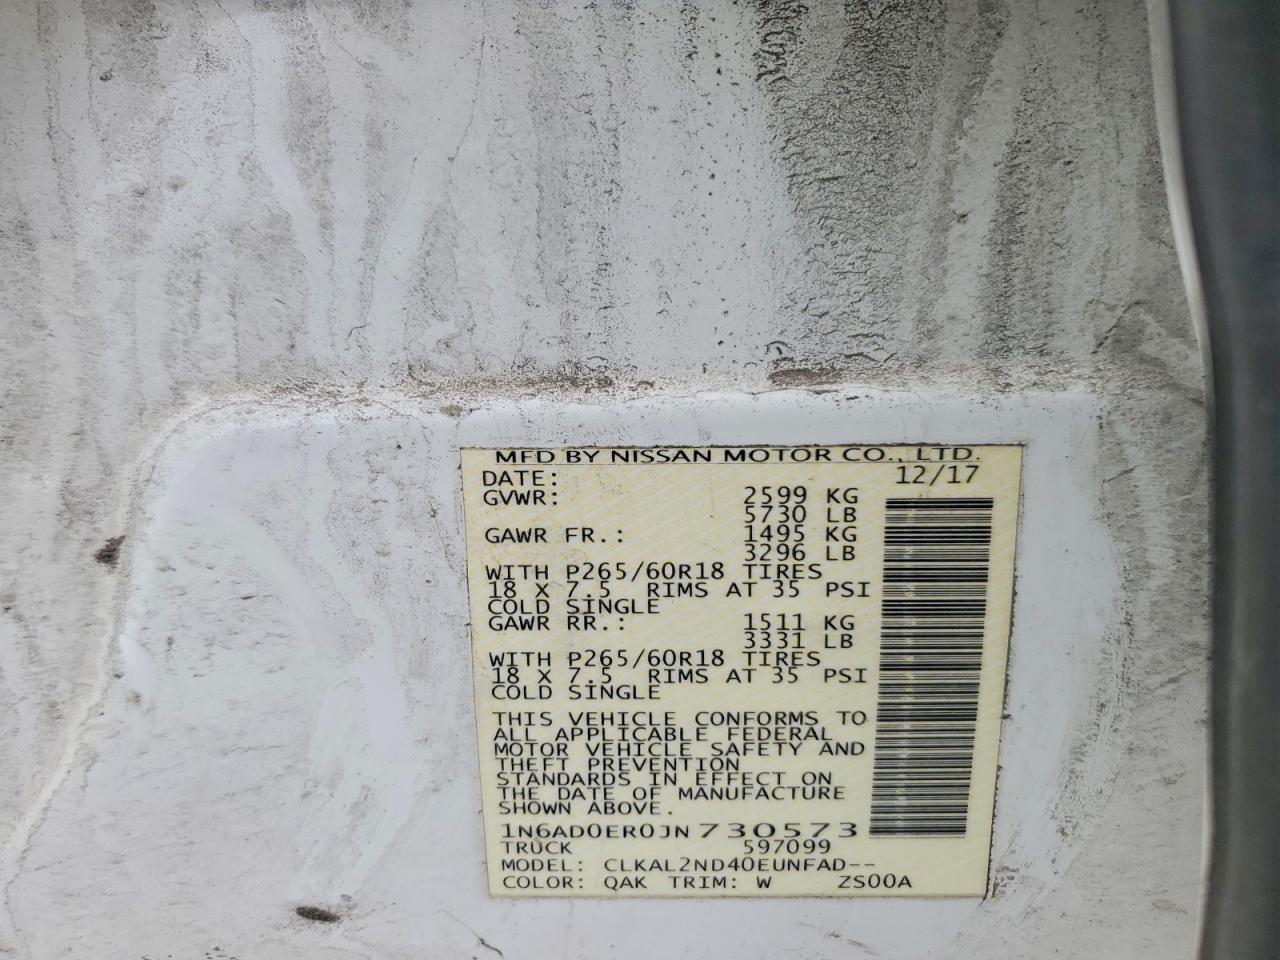 MFD BY NISSAN MOTOR CO., LTD.
DATE: 12/17
GVWR: 2599 KG
5730 LB
GAWR FR.: 1495 KG
3296 LB
WITH P265/60R18 TIRES
18 X 7.5 RIMS AT 35 PSI
COLD SINGLE
GAWR RR.: 1511 KG
3331 LB
WITH P265/60R18 TIRES
18 X 7.5 RIMS AT 35 PSI
COLD SINGLE
THIS VEHICLE CONFORMS TO
ALL APPLICABLE FEDERAL
MOTOR VEHICLE SAFETY AND
THEFT PREVENTION
STANDARDS IN EFFECT ON
THE DATE OF MANUFACTURE
SHOWN ABOVE.
1N6AD0ER0JN730573
TRUCK 597099
MODEL: CLKAL2ND40EUNFAD--
COLOR: QAK TRIM: W ZS00A